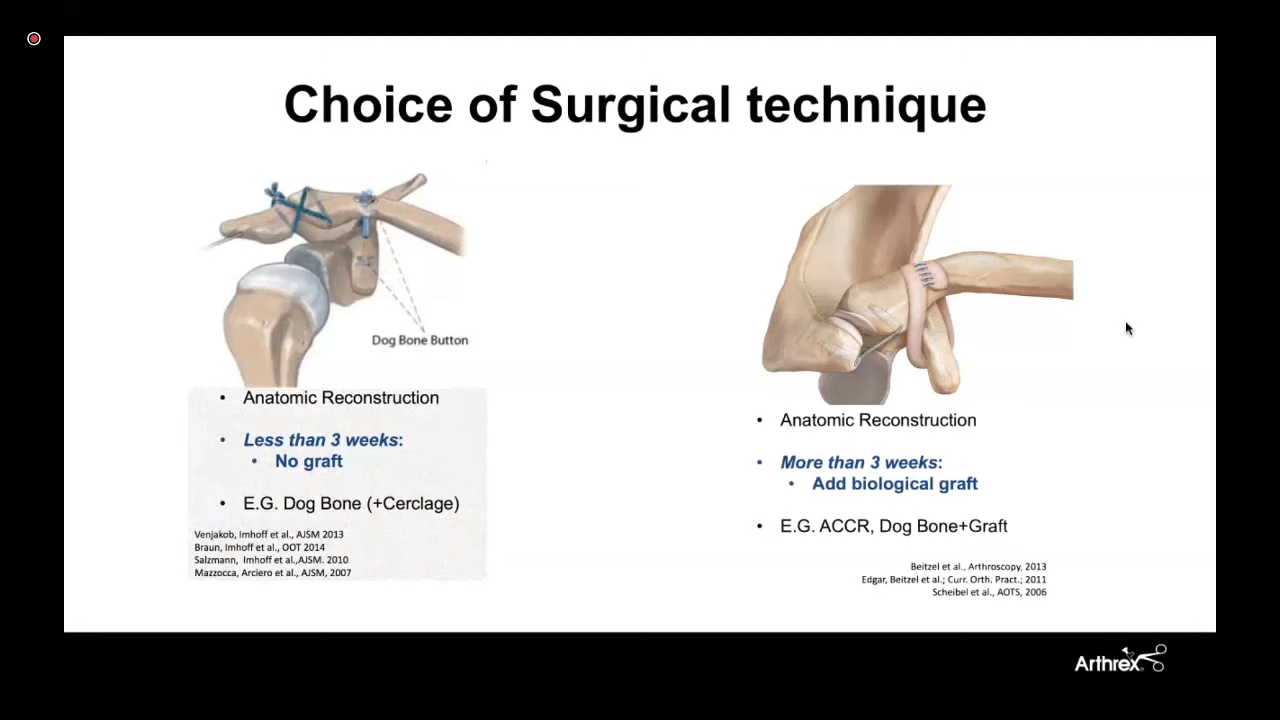 Choice of Surgical technique
Dog Bone Button
• Anatomic Reconstruction
• Less than 3 weeks:
• No graft
• E.G. Dog Bone (+Cerclage)
Venjakob, Imhoff et al., AJSM 2013
Braun, Imhoff et al., OOT 2014
Salzmann, Imhoff et al.,AJSM. 2010
Mazzocca, Arciero et al., AJSM, 2007
• Anatomic Reconstruction
• More than 3 weeks:
• Add biological graft
• E.G. ACCR, Dog Bone+Graft
Beitzel et al., Arthroscopy, 2013
Edgar, Beitzel et al.; Curr. Orth. Pract.; 2011
Scheibel et al., AOTS, 2006
Arthrex